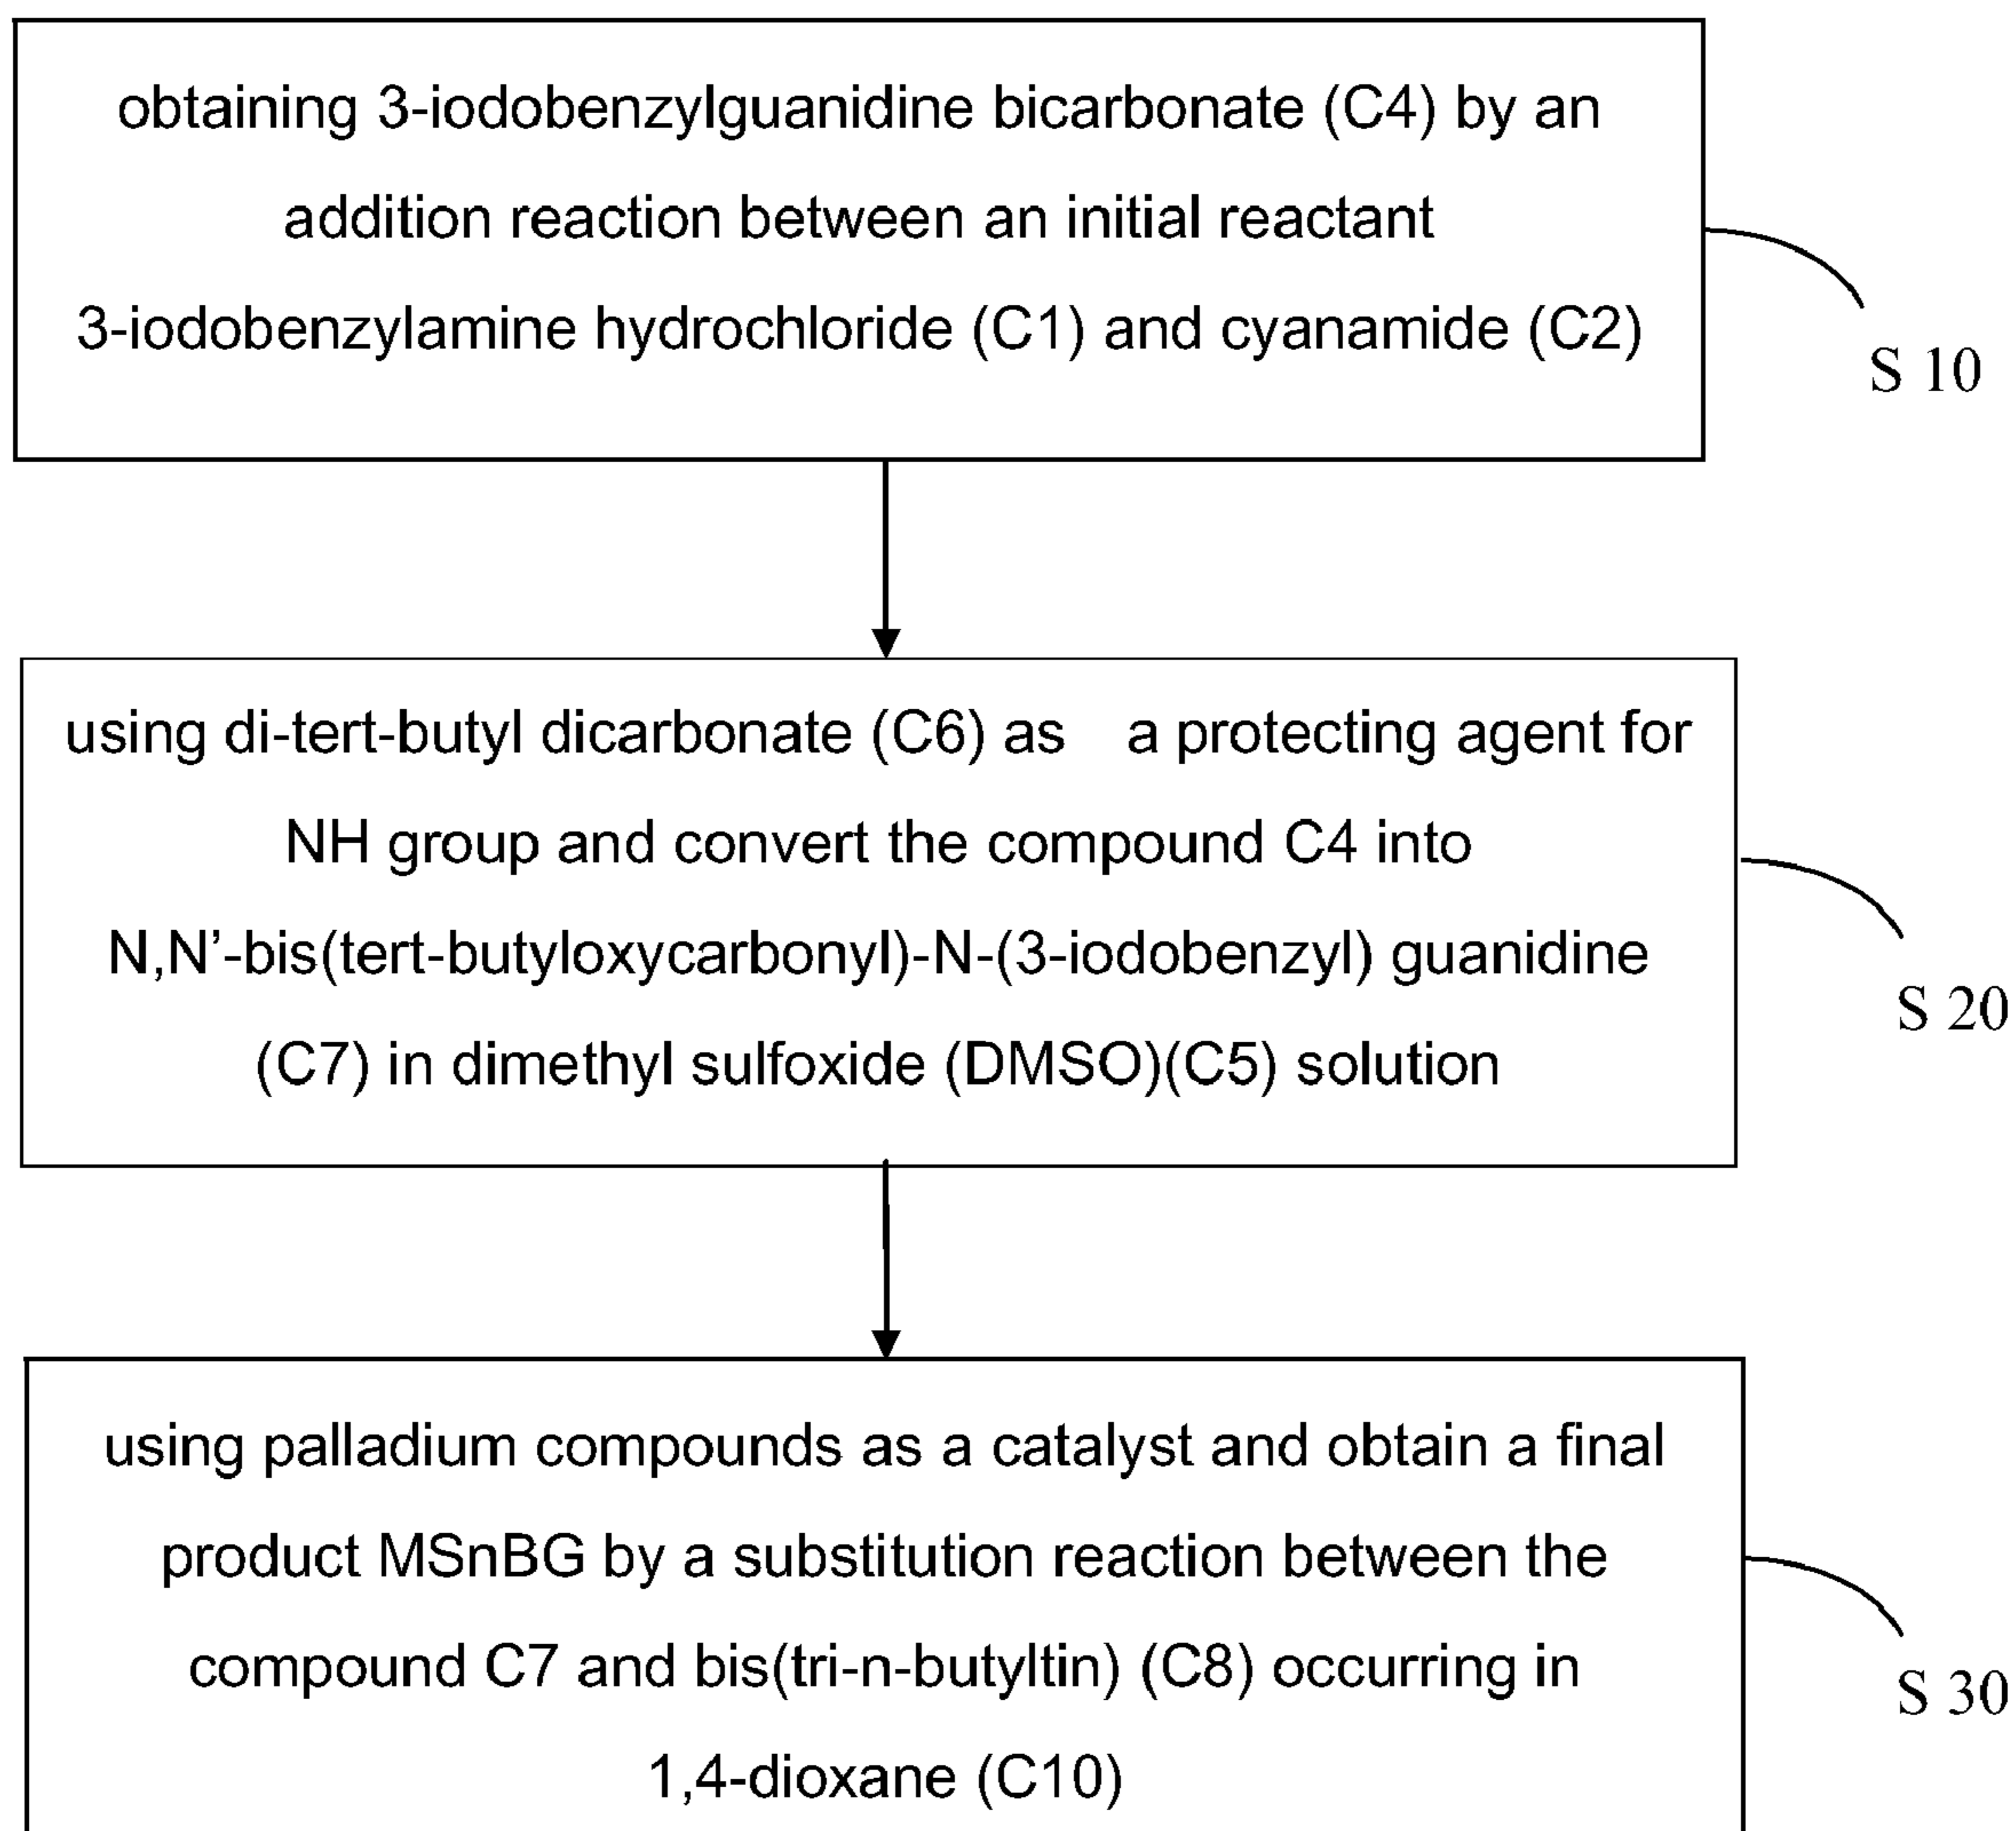 obtaining 3-iodobenzylguanidine bicarbonate (C4) by an
addition reaction between an initial reactant
3-iodobenzylamine hydrochloride (C1) and cyanamide (C2)
S 10
using di-tert-butyl dicarbonate (C6) as a protecting agent for
NH group and convert the compound C4 into
N,N’-bis(tert-butyloxycarbonyl)-N-(3-iodobenzyl) guanidine
(C7) in dimethyl sulfoxide (DMSO)(C5) solution
S 20
using palladium compounds as a catalyst and obtain a final
product MSnBG by a substitution reaction between the
compound C7 and bis(tri-n-butyltin) (C8) occurring in
1,4-dioxane (C10)
S 30